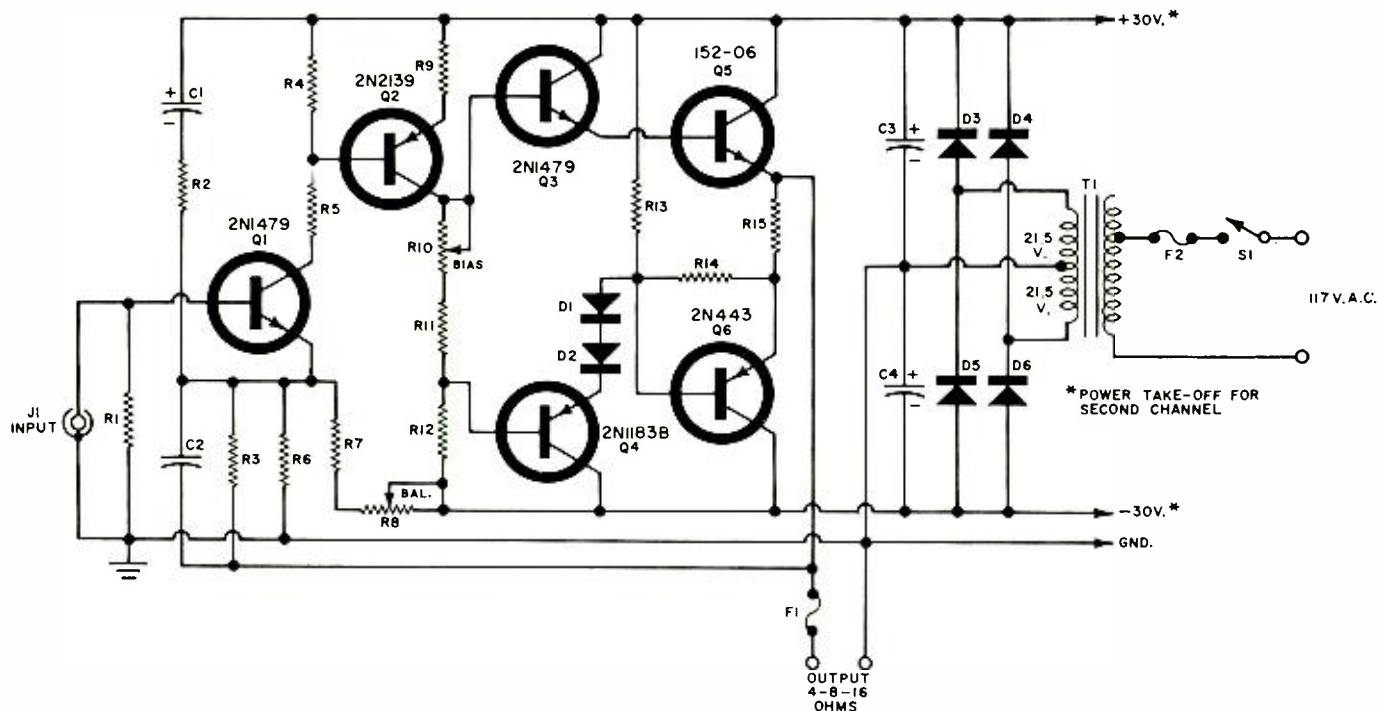 +30V.*
152-06
Q5
2N2139
Q2
R9
R4
+ C1
-
C3 +
-
D3
D4
2N1479
Q3
T1
R2
R5
R13
R15
2N1479
Q1
R10
BIAS
21.5
V.
21.5
V.
F2
S1
R14
D1
117 V.A.C.
R11
2N443
Q6
D2
C4 +
-
D5
D6
*POWER TAKE-OFF FOR
SECOND CHANNEL
J1
INPUT
R1
R12
2N1183B
Q4
C2
R3
R6
R7
BAL.
R8
-30V.*
GND.
F1
OUTPUT
4-8-16
OHMS